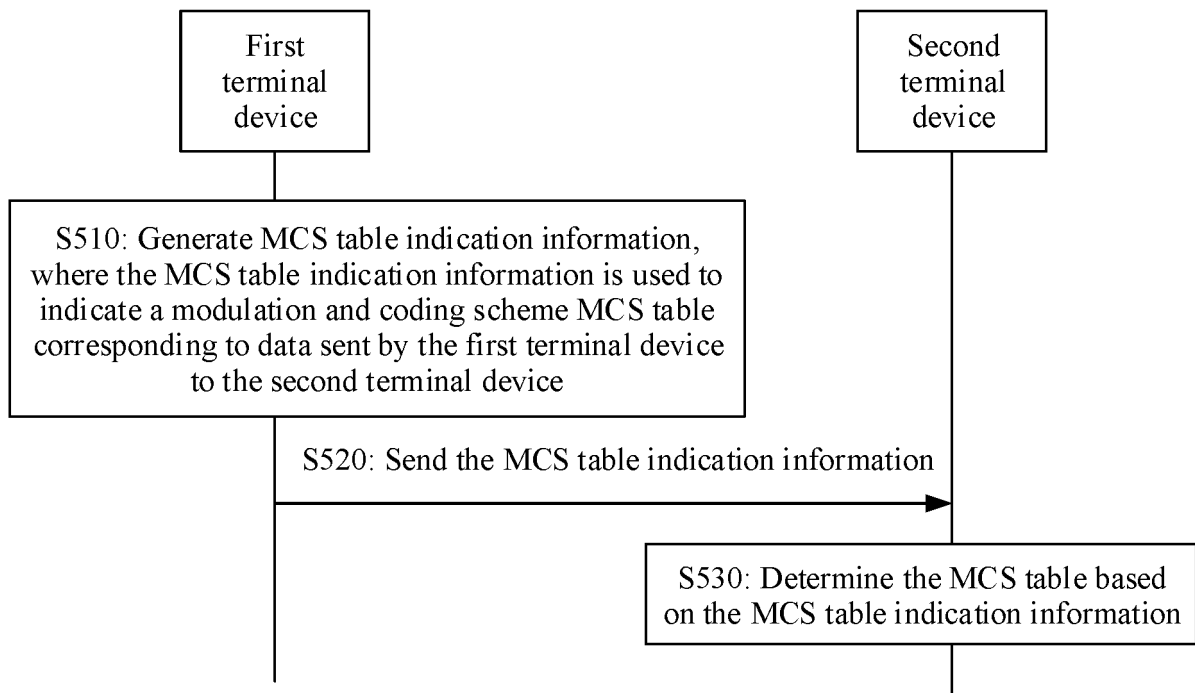 First
terminal
device
Second
terminal
device
S510: Generate MCS table indication information,
where the MCS table indication information is used to
indicate a modulation and coding scheme MCS table
corresponding to data sent by the first terminal device
to the second terminal device
S520: Send the MCS table indication information
S530: Determine the MCS table based
on the MCS table indication information